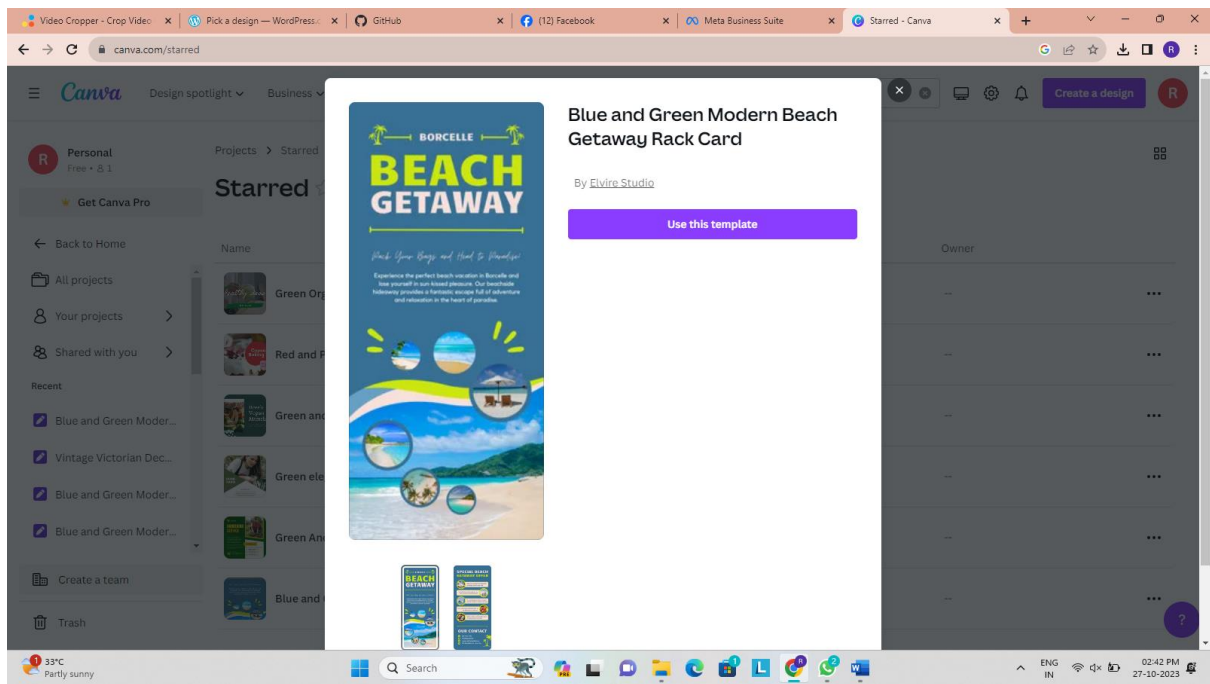 Video Cropper - Crop Video
Pick a design — WordPress.c
GitHub
(12) Facebook
Meta Business Suite
Starred - Canva
canva.com/starred
Canva
Design spotlight
Business
Create a design
R
R
Personal
Free • 1
Get Canva Pro
Back to Home
All projects
Your projects
Shared with you
Recent
Blue and Green Moder...
Vintage Victorian Dec...
Blue and Green Moder...
Blue and Green Moder...
Create a team
Trash
Projects > Starred
Starred
Name
Owner
Green Org
Red and P
Green and
Green ele
Green An
Blue and
BORCELLE
BEACH
GETAWAY
Pack Your Bags and Head to Paradise!
Experience the perfect beach vacation in Borcelle and
lose yourself in sun-kissed pleasure. Our beachside
hideaway provides a fantastic escape full of adventure
and relaxation in the heart of paradise.
Blue and Green Modern Beach
Getaway Rack Card
By Elvire Studio
Use this template
BEACH
GETAWAY
SPECIAL BEACH
GETAWAY OFFER
OUR CONTACT
?
1
33°C
Partly sunny
Search
PRE
L
2
ENG
IN
02:42 PM
27-10-2023